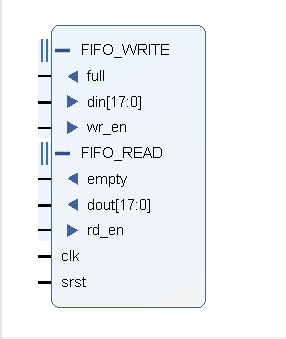 FIFO_WRITE
full
din[17:0]
wr_en
FIFO_READ
empty
dout[17:0]
rd_en
clk
srst